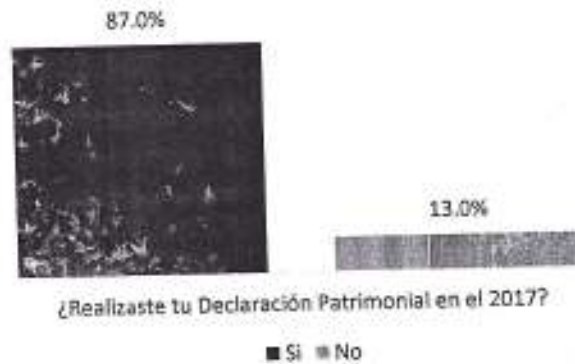 87.0%
13.0%
¿Realizaste tu Declaración Patrimonial en el 2017?
Si No